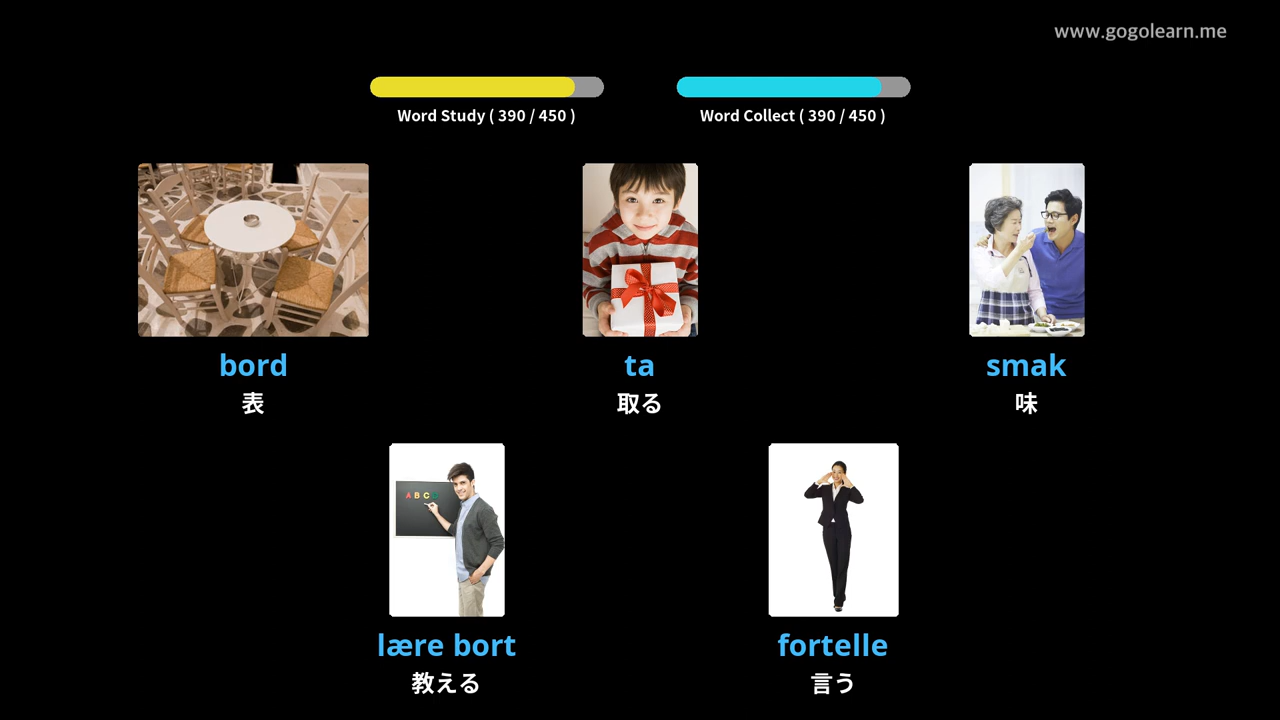 www.gogolearn.me
Word Study ( 390 / 450 )
Word Collect ( 390 / 450 )
bord
表
ta
取る
smak
味
A B C D
lære bort
教える
fortelle
言う